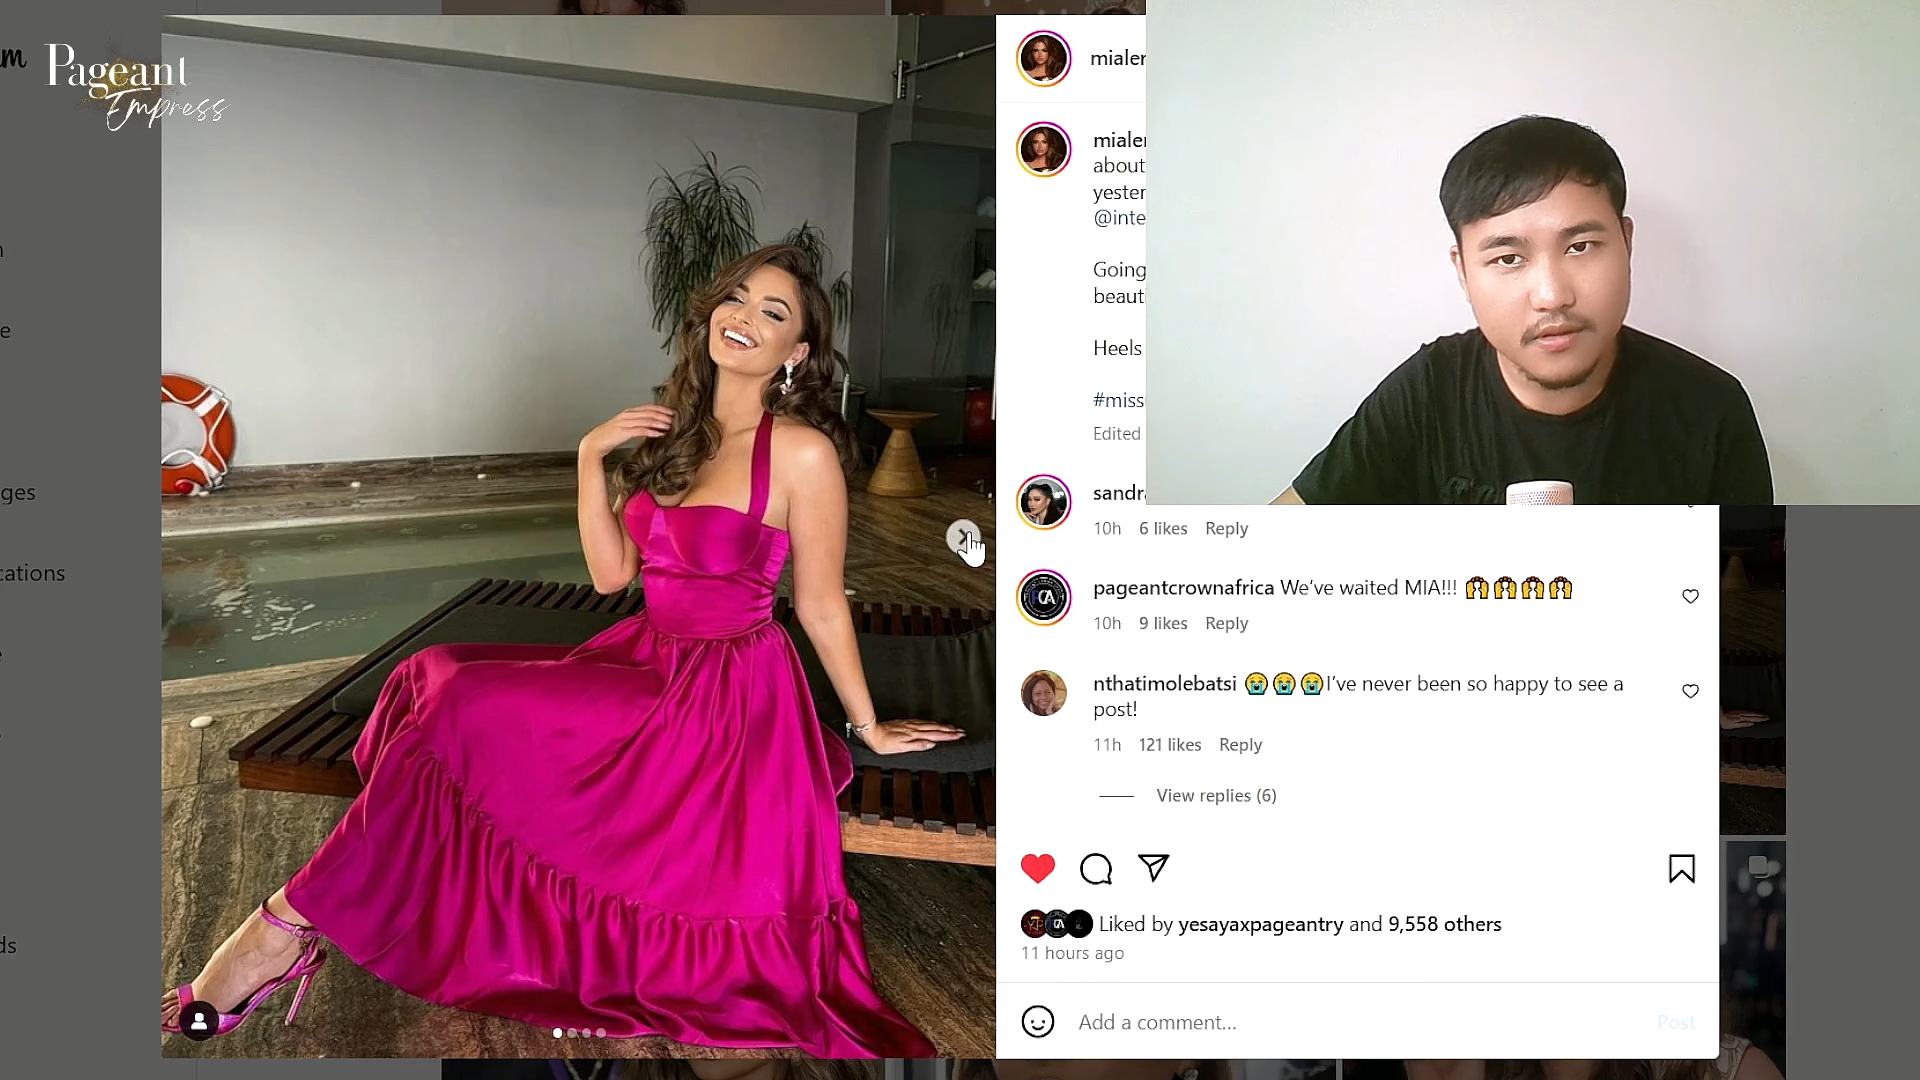 m
Pageant
Empress
ges
cations
ds
mialer
mialer
about
yester
@inte
Going
beauti
Heels
#miss
Edited
sandra
10h 6 likes Reply
pageantcrownafrica We've waited MIA!!! 🙌🙌🙌🙌
10h 9 likes Reply
nthatimolebatsi 😭😭😭I've never been so happy to see a
post!
11h 121 likes Reply
View replies (6)
Liked by yesayaxpageantry and 9,558 others
11 hours ago
Add a comment...
Post